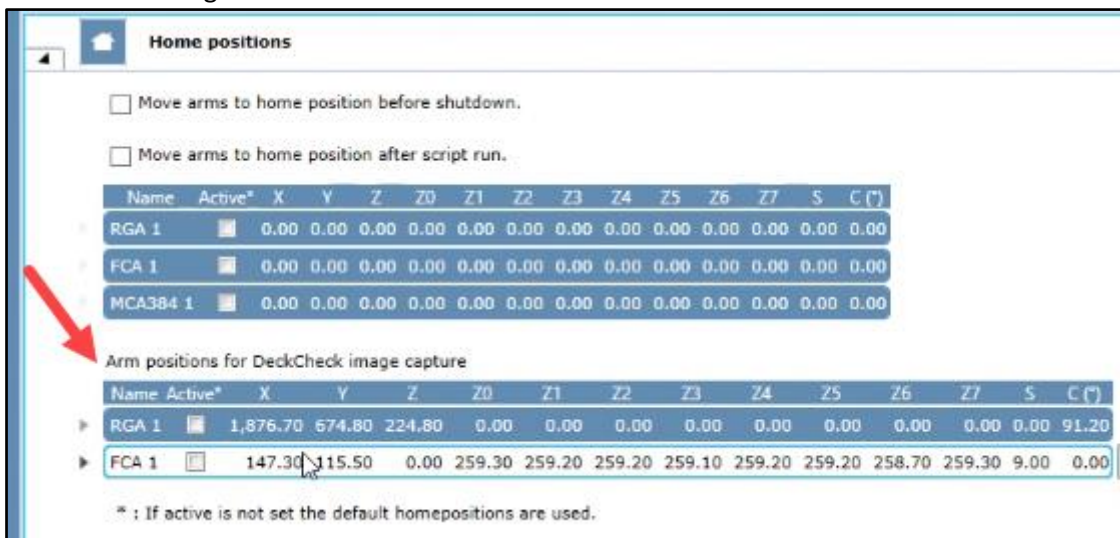 Home positions
Move arms to home position before shutdown.
Move arms to home position after script run.
Name Active* X Y Z Z0 Z1 Z2 Z3 Z4 Z5 Z6 Z7 S C (°)
RGA 1 0.00 0.00 0.00 0.00 0.00 0.00 0.00 0.00 0.00 0.00 0.00 0.00 0.00
FCA 1 0.00 0.00 0.00 0.00 0.00 0.00 0.00 0.00 0.00 0.00 0.00 0.00 0.00
MCA384 1 0.00 0.00 0.00 0.00 0.00 0.00 0.00 0.00 0.00 0.00 0.00 0.00 0.00
Arm positions for DeckCheck image capture
Name Active* X Y Z Z0 Z1 Z2 Z3 Z4 Z5 Z6 Z7 S C (°)
RGA 1 1,876.70 674.80 224.80 0.00 0.00 0.00 0.00 0.00 0.00 0.00 0.00 0.00 91.20
FCA 1 147.30 115.50 0.00 259.30 259.20 259.20 259.10 259.20 259.20 258.70 259.30 9.00 0.00
* : If active is not set the default homepositions are used.